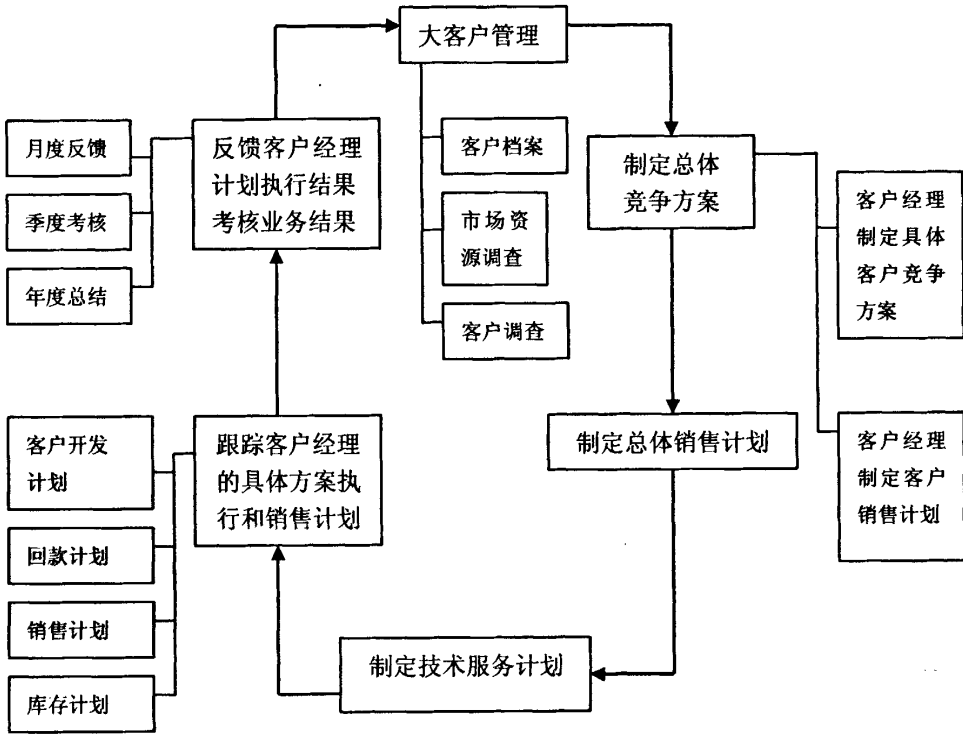 大客户管理
月度反馈
季度考核
年度总结
反馈客户经理
计划执行结果
考核业务结果
客户档案
市场资
源调查
客户调查
制定总体
竞争方案
客户经理
制定具体
客户竞争
方案
客户开发
计划
回款计划
销售计划
库存计划
跟踪客户经理
的具体方案执
行和销售计划
制定总体销售计划
客户经理
制定客户
销售计划
制定技术服务计划